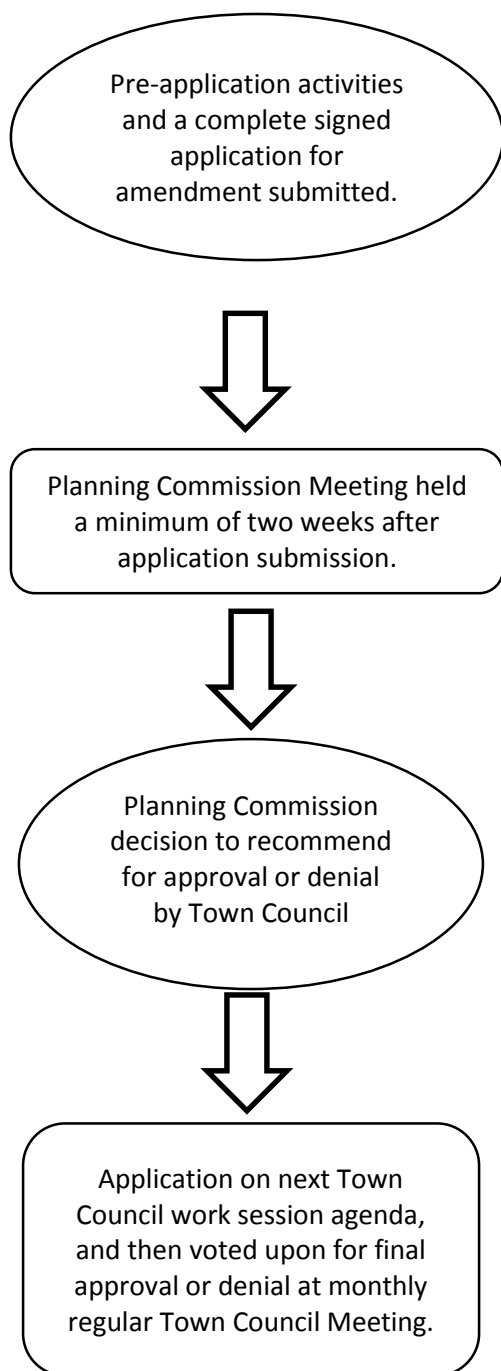 Pre-application activities
and a complete signed
application for
amendment submitted.
Planning Commission Meeting held
a minimum of two weeks after
application submission.
Planning Commission
decision to recommend
for approval or denial
by Town Council
Application on next Town
Council work session agenda,
and then voted upon for final
approval or denial at monthly
regular Town Council Meeting.